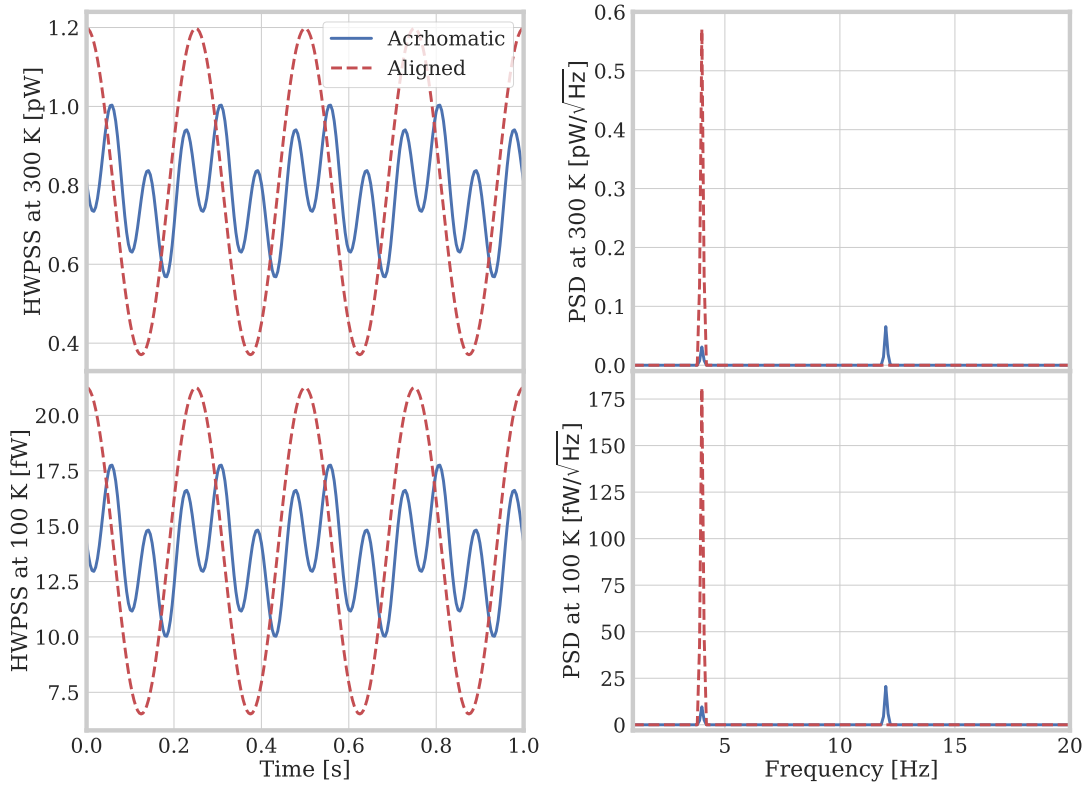 HWPSS at 300 K [pW]
1.2
1.0
0.8
0.6
0.4
Acrhomatic
Aligned
PSD at 300 K [pW/√Hz]
0.6
0.5
0.4
0.3
0.2
0.1
0.0
HWPSS at 100 K [fW]
20.0
17.5
15.0
12.5
10.0
7.5
0.0 0.2 0.4 0.6 0.8 1.0
Time [s]
PSD at 100 K [fW/√Hz]
175
150
125
100
75
50
25
0
5 10 15 20
Frequency [Hz]